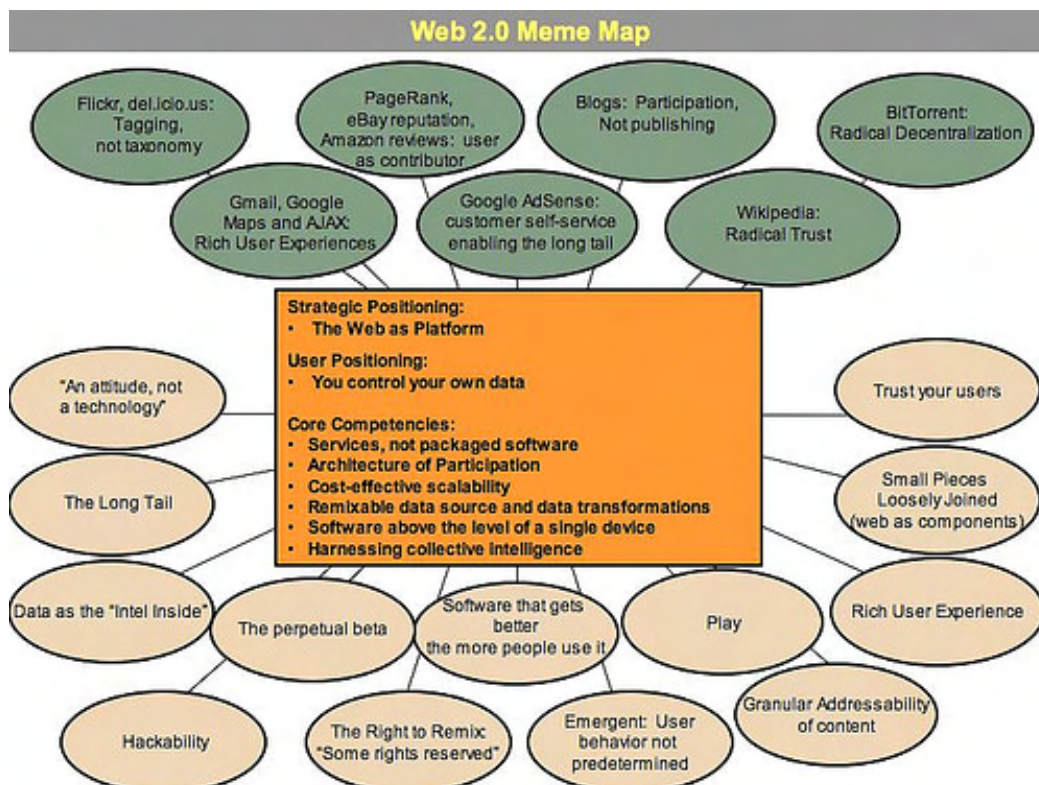 Web 2.0 Meme Map
Flickr, del.icio.us:
Tagging,
not taxonomy
PageRank,
eBay reputation,
Amazon reviews: user
as contributor
Blogs: Participation,
Not publishing
BitTorrent:
Radical Decentralization
Gmail, Google
Maps and AJAX:
Rich User Experiences
Google AdSense:
customer self-service
enabling the long tail
Wikipedia:
Radical Trust
Strategic Positioning:
• The Web as Platform
User Positioning:
• You control your own data
Core Competencies:
• Services, not packaged software
• Architecture of Participation
• Cost-effective scalability
• Remixable data source and data transformations
• Software above the level of a single device
• Harnessing collective intelligence
"An attitude, not
a technology"
Trust your users
The Long Tail
Small Pieces
Loosely Joined
(web as components)
Data as the "Intel Inside"
The perpetual beta
Software that gets
better
the more people use it
Play
Rich User Experience
Hackability
The Right to Remix:
"Some rights reserved"
Emergent: User
behavior not
predetermined
Granular Addressability
of content